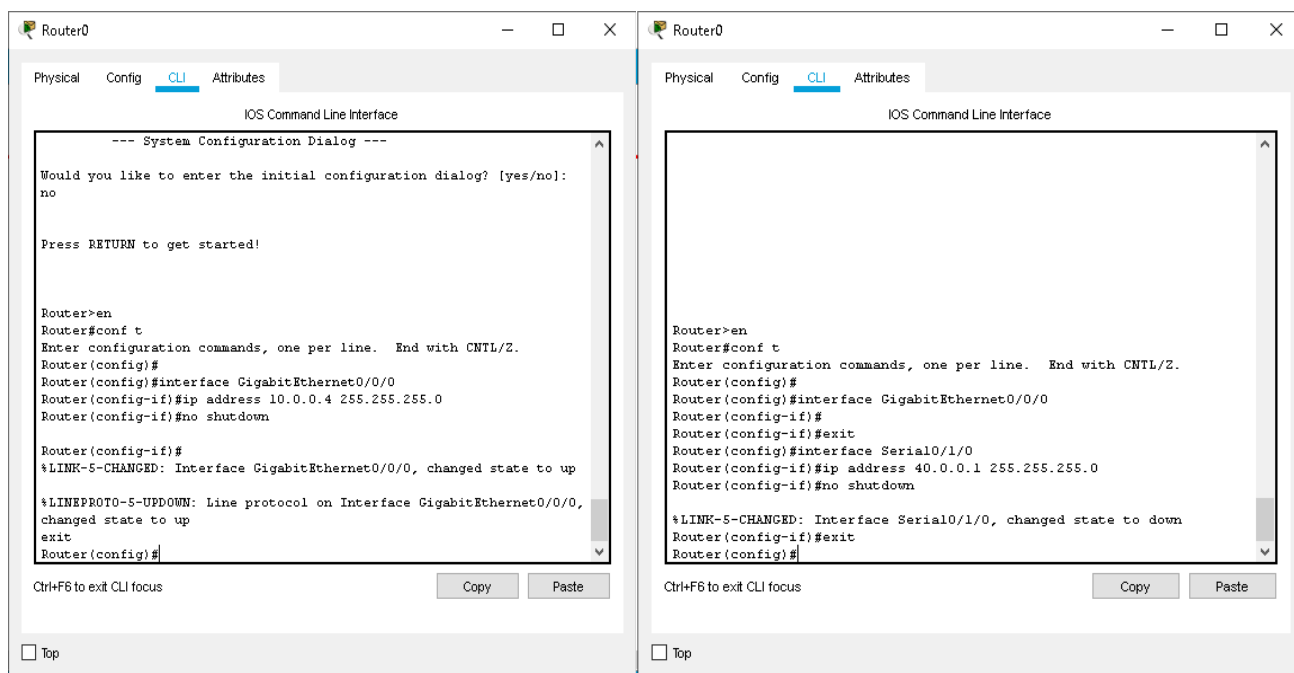 Router0
Physical Config CLI Attributes
IOS Command Line Interface
--- System Configuration Dialog ---
Would you like to enter the initial configuration dialog? [yes/no]:
no
Press RETURN to get started!
Router>en
Router#conf t
Enter configuration commands, one per line.  End with CNTL/Z.
Router(config)#
Router(config)#interface GigabitEthernet0/0/0
Router(config-if)#ip address 10.0.0.4 255.255.255.0
Router(config-if)#no shutdown
Router(config-if)#
%LINK-5-CHANGED: Interface GigabitEthernet0/0/0, changed state to up
%LINEPROTO-5-UPDOWN: Line protocol on Interface GigabitEthernet0/0/0,
changed state to up
exit
Router(config)#
Ctrl+F6 to exit CLI focus
Copy Paste
Top
Router0
Physical Config CLI Attributes
IOS Command Line Interface
Router>en
Router#conf t
Enter configuration commands, one per line.  End with CNTL/Z.
Router(config)#
Router(config)#interface GigabitEthernet0/0/0
Router(config-if)#
Router(config-if)#exit
Router(config)#interface Serial0/1/0
Router(config-if)#ip address 40.0.0.1 255.255.255.0
Router(config-if)#no shutdown
%LINK-5-CHANGED: Interface Serial0/1/0, changed state to down
Router(config-if)#exit
Router(config)#
Ctrl+F6 to exit CLI focus
Copy Paste
Top